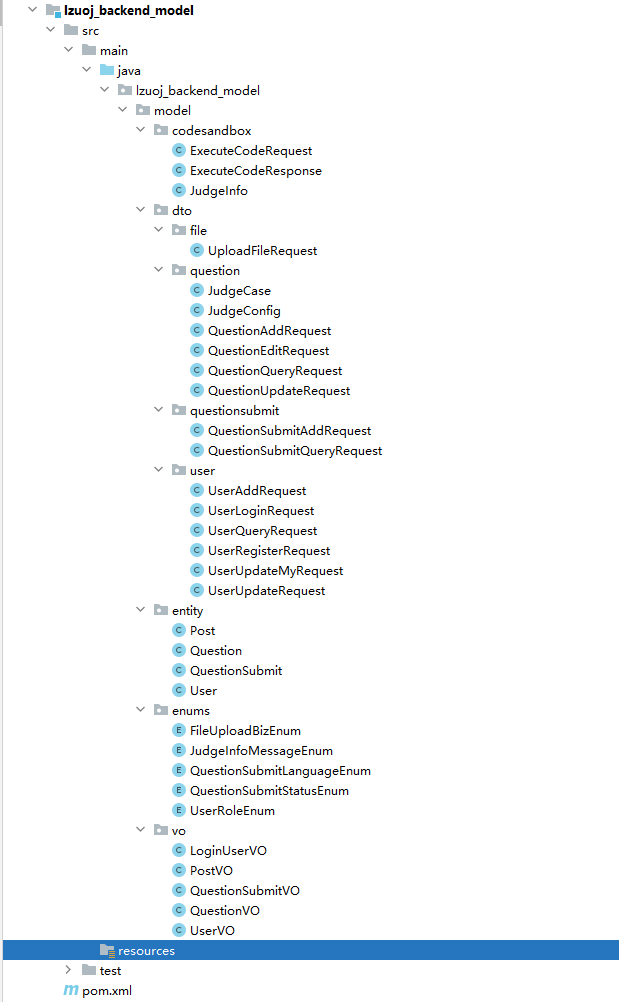 lzuoj_backend_model
src
main
java
lzuoj_backend_model
model
codesandbox
ExecuteCodeRequest
ExecuteCodeResponse
JudgeInfo
dto
file
UploadFileRequest
question
JudgeCase
JudgeConfig
QuestionAddRequest
QuestionEditRequest
QuestionQueryRequest
QuestionUpdateRequest
questionsubmit
QuestionSubmitAddRequest
QuestionSubmitQueryRequest
user
UserAddRequest
UserLoginRequest
UserQueryRequest
UserRegisterRequest
UserUpdateMyRequest
UserUpdateRequest
entity
Post
Question
QuestionSubmit
User
enums
FileUploadBizEnum
JudgeInfoMessageEnum
QuestionSubmitLanguageEnum
QuestionSubmitStatusEnum
UserRoleEnum
vo
LoginUserVO
PostVO
QuestionSubmitVO
QuestionVO
UserVO
resources
test
pom.xml